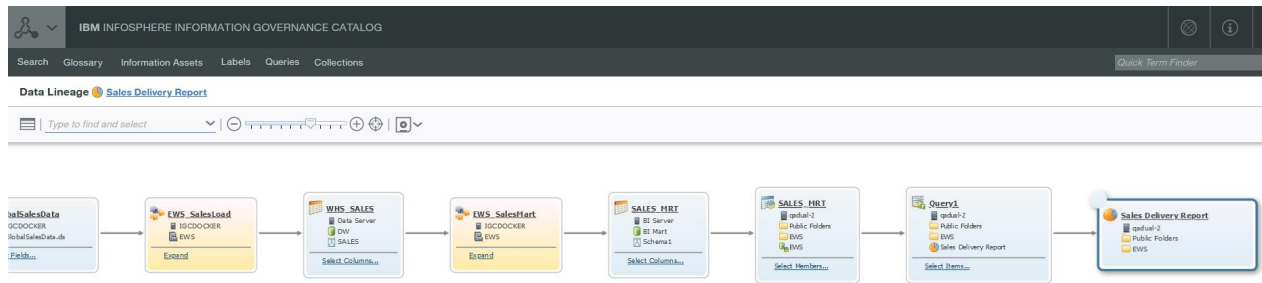 IBM INFOSPHERE INFORMATION GOVERNANCE CATALOG
Search Glossary Information Assets Labels Queries Collections
Quick Term Finder
Data Lineage Sales Delivery Report
Type to find and select
balSalesData
GCDOCKER
lobalSalesData.ds
Fields...
EWS_SalesLoad
IGCDOCKER
EWS
Expand
WHS_SALES
Data Server
DW
SALES
Select Columns...
EWS_SalesMart
IGCDOCKER
EWS
Expand
SALES_MRT
BI Server
BI Mart
Schema1
Select Columns...
SALES_MRT
qadual-2
Public Folders
EWS
EWS
Select Members...
Query1
qadual-2
Public Folders
EWS
Sales Delivery Report
Select Items...
Sales Delivery Report
qadual-2
Public Folders
EWS